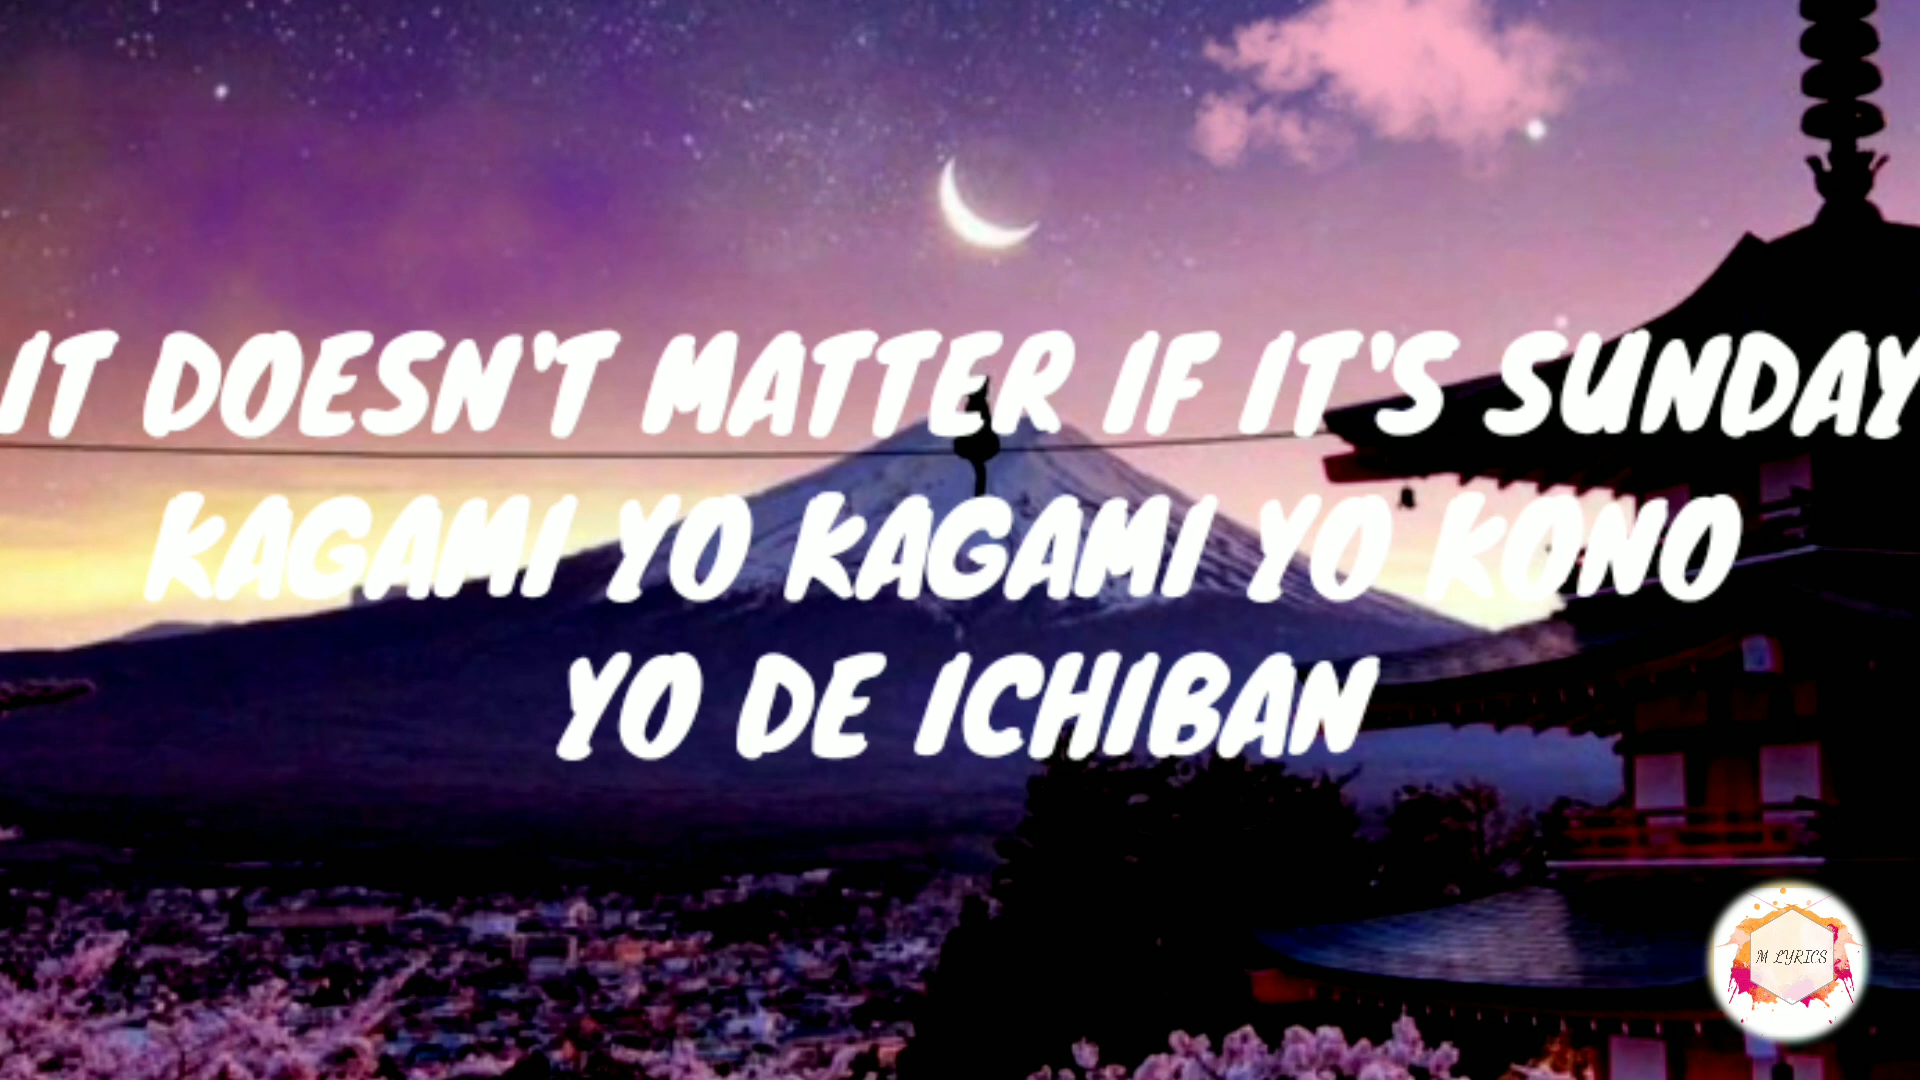 IT DOESN'T MATTER IF IT'S SUNDAY
KAGAMI YO KAGAMI YO KONO
YO DE ICHIBAN
M LYRICS